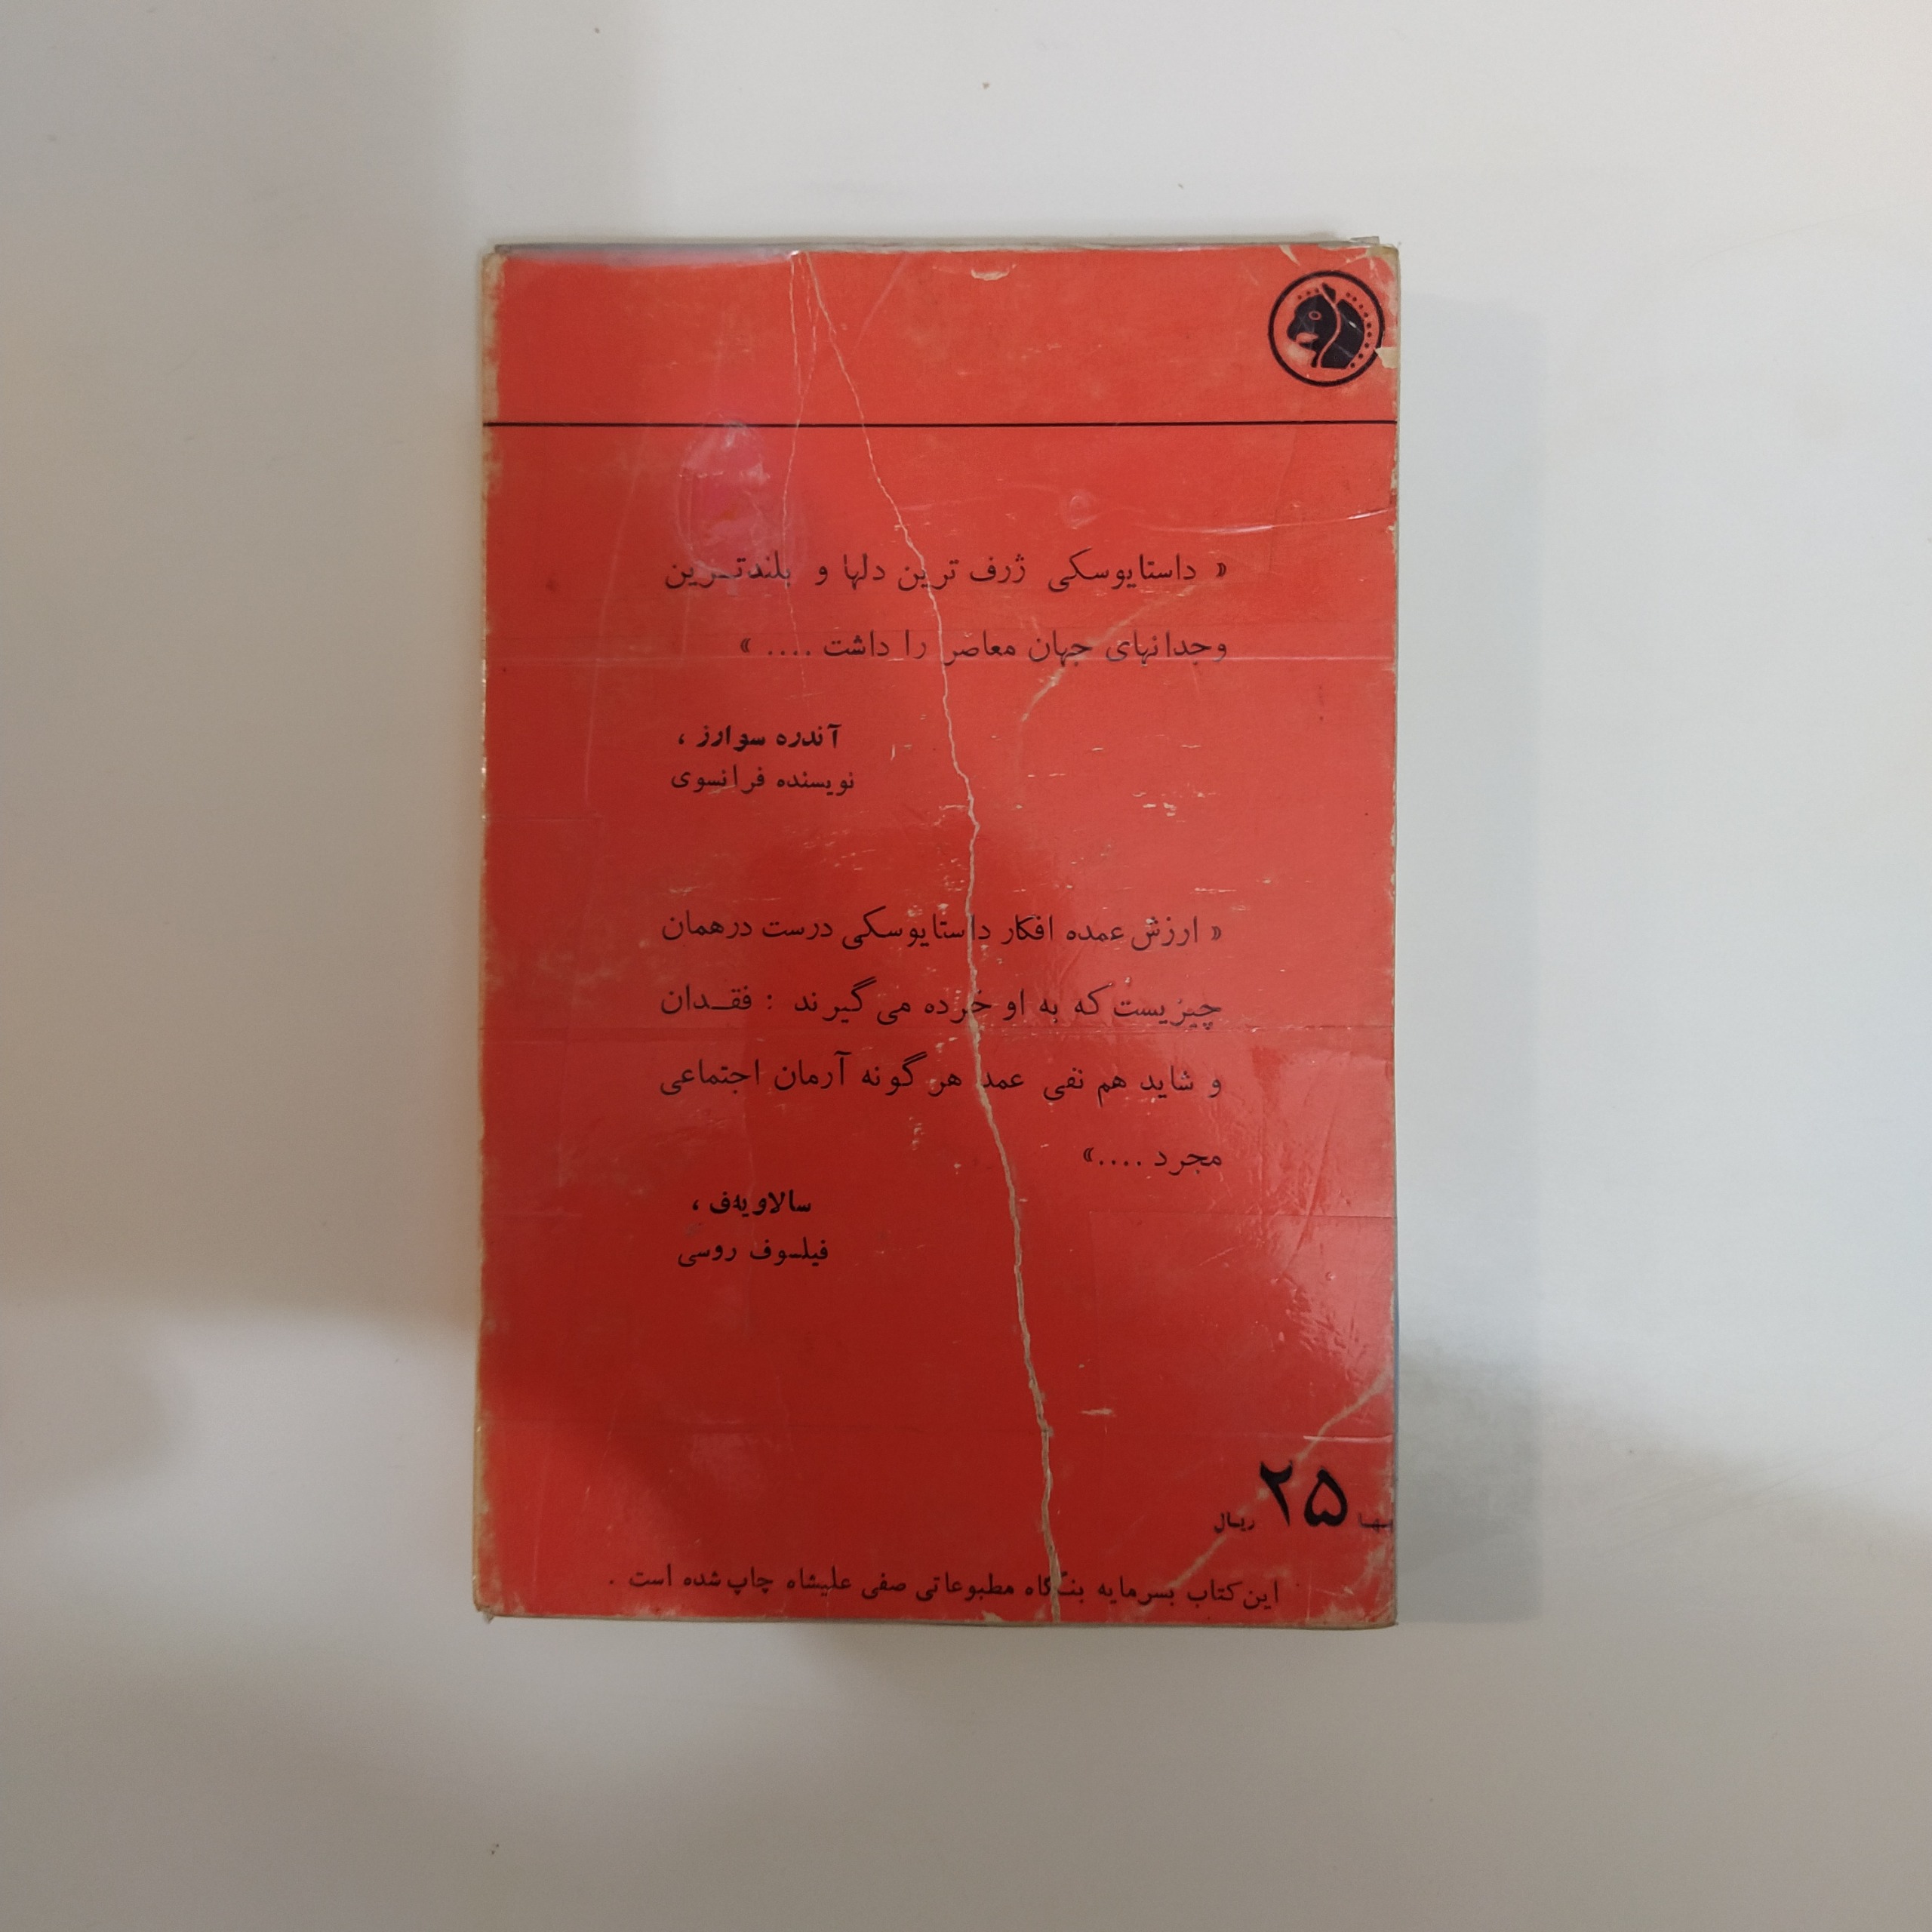 « داستایوسکی ژرف ترین دلها و بلندترین
وجدانهای جهان معاصر را داشت .... »
آندره سوارز ،
نویسنده فرانسوی
« ارزش عمده افکار داستایوسکی درست درهمان
چیزیست که به او خرده می گیرند : فقدان
و شاید هم نفی عمد هر گونه آرمان اجتماعی
مجرد ....»
سالاویهف ،
فیلسوف روسی
بها ۲۵ ریال
این کتاب بسرمایه بنگاه مطبوعاتی صفی علیشاه چاپ شده است .